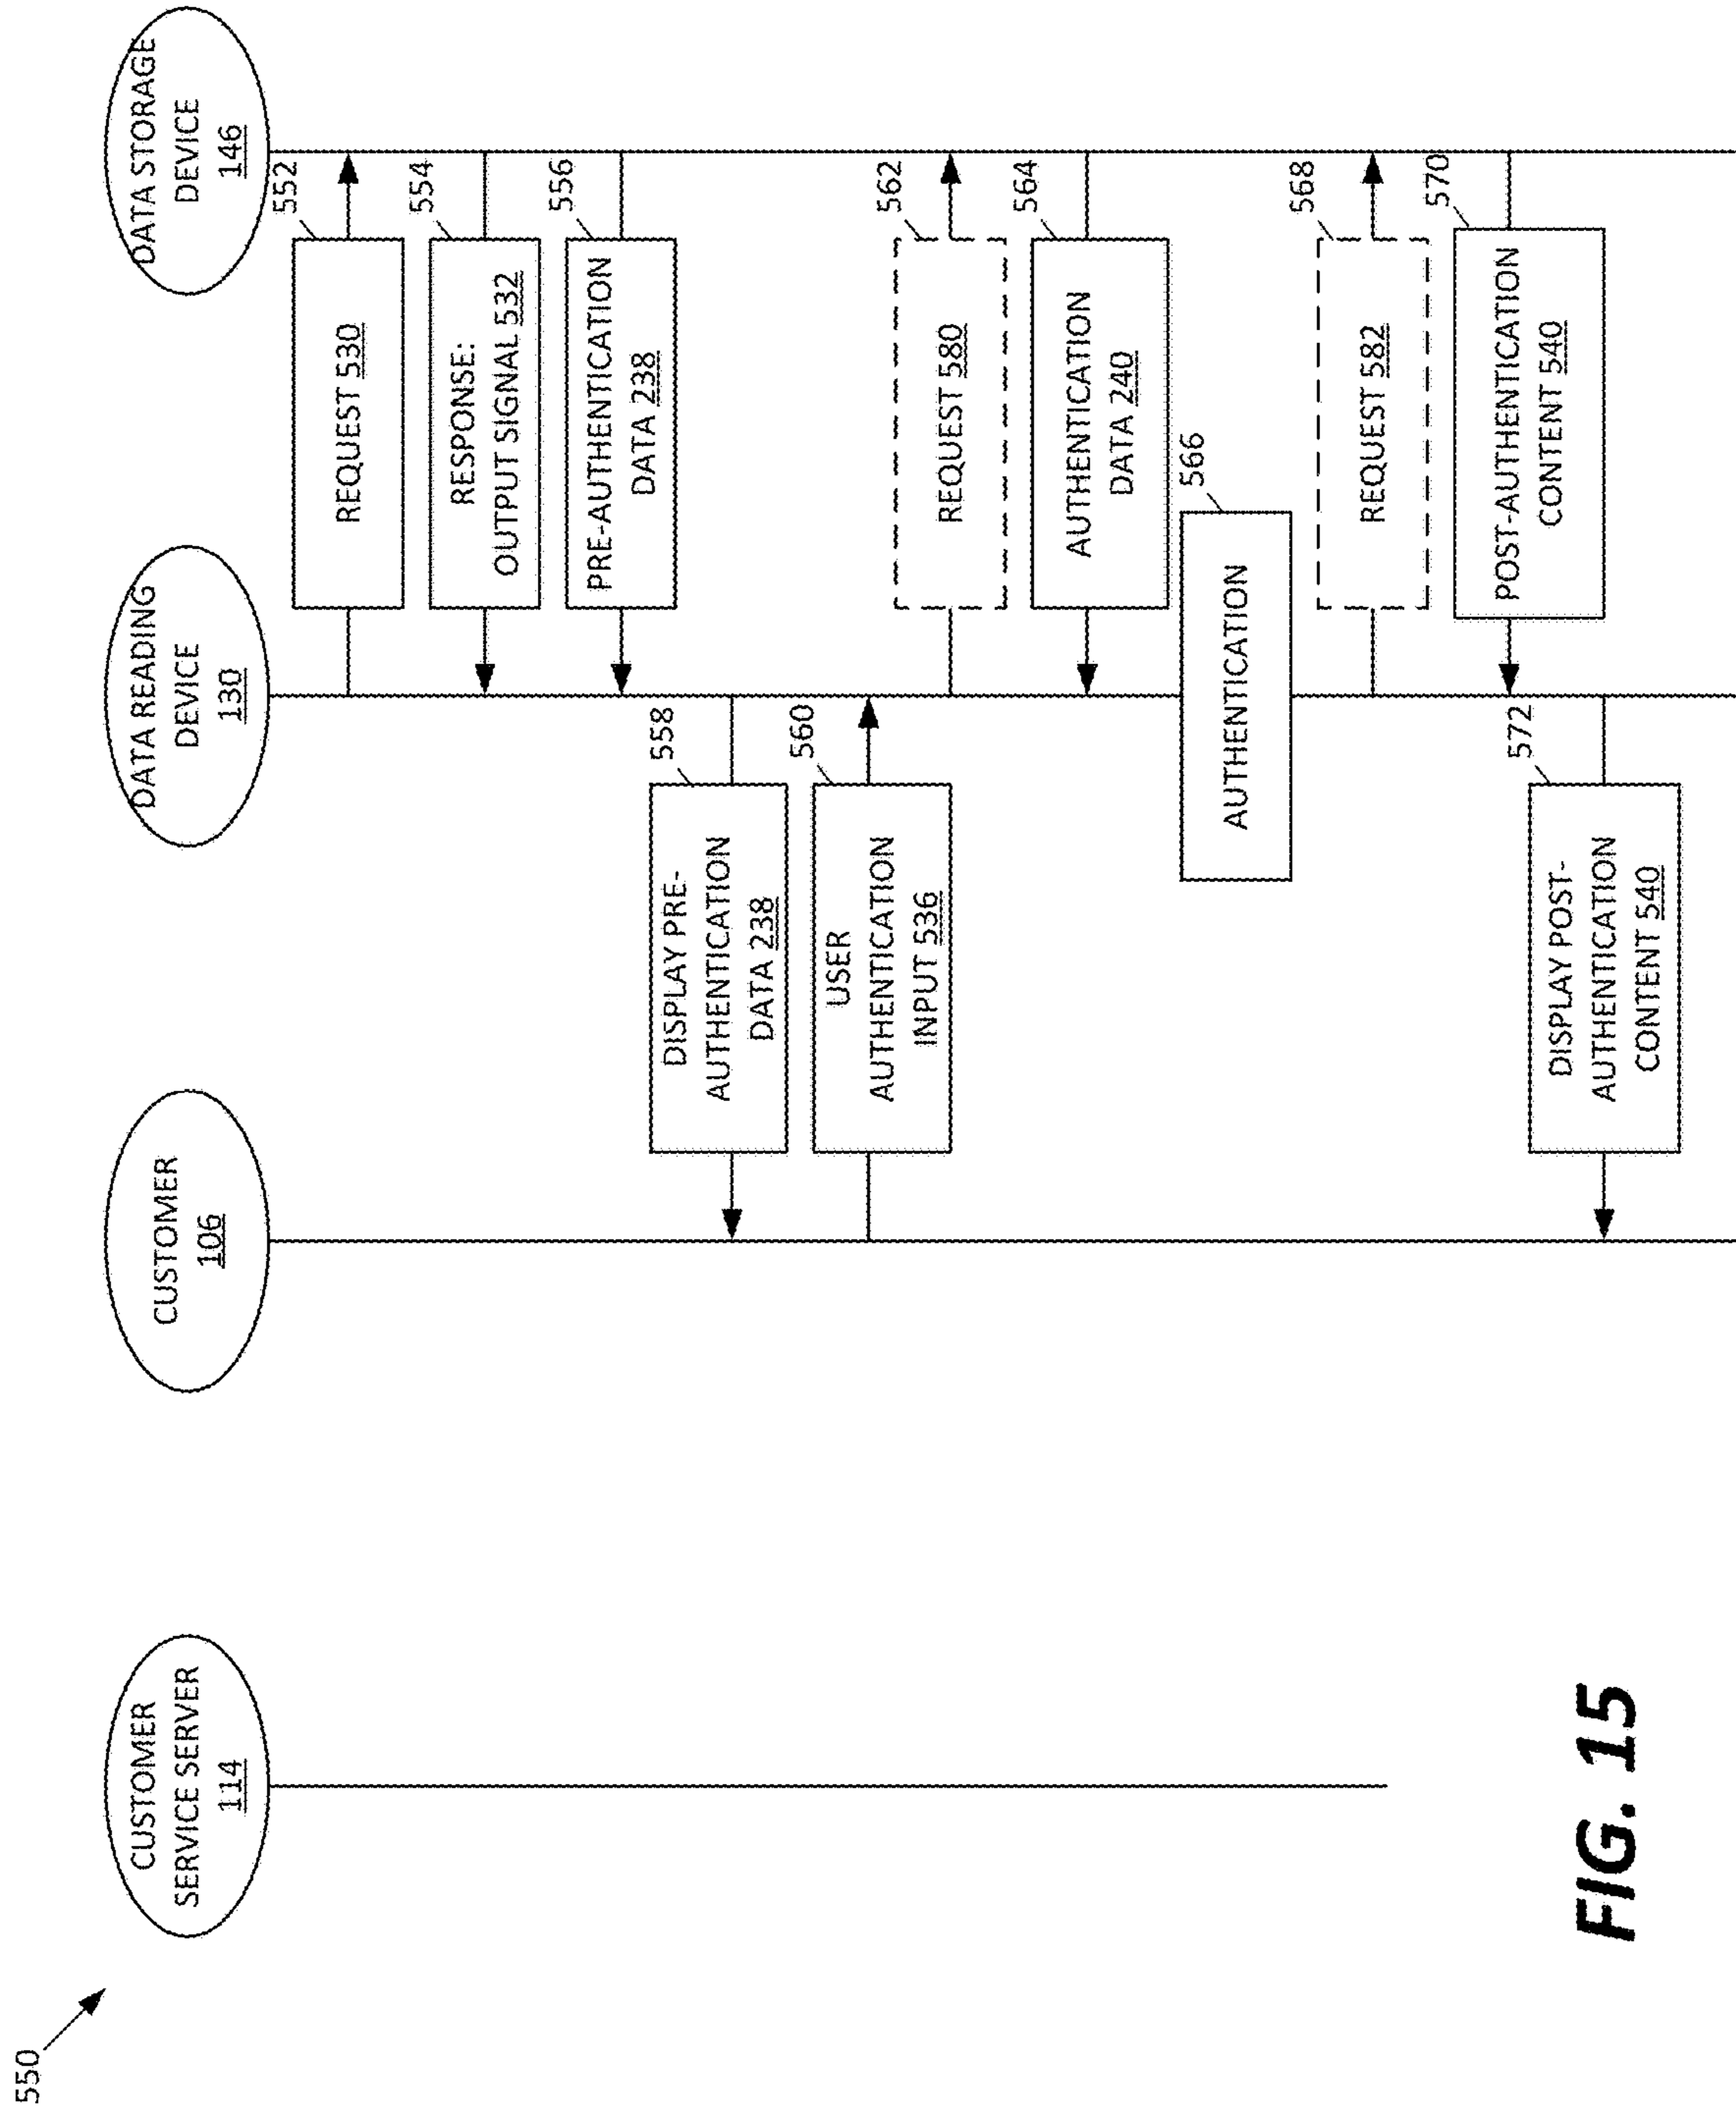 550
CUSTOMER
SERVICE SERVER
114
CUSTOMER
106
DATA READING
DEVICE
130
DATA STORAGE
DEVICE
146
552
REQUEST 530
554
RESPONSE:
OUTPUT SIGNAL 532
556
PRE-AUTHENTICATION
DATA 238
558
DISPLAY PRE-
AUTHENTICATION
DATA 238
560
USER
AUTHENTICATION
INPUT 536
562
REQUEST 580
564
AUTHENTICATION
DATA 240
566
AUTHENTICATION
568
REQUEST 582
570
POST-AUTHENTICATION
CONTENT 540
572
DISPLAY POST-
AUTHENTICATION
CONTENT 540
FIG. 15